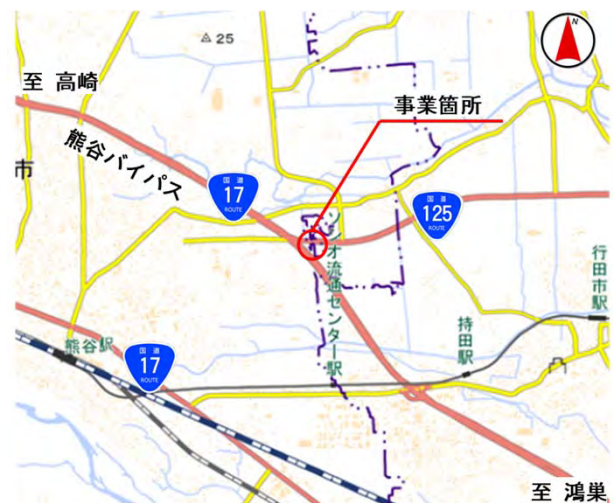 N
25
至 高崎
事業箇所
熊谷バイパス
市
国道
17
ROUTE
国道
125
ROUTE
ソシオ流通センター駅
行田市駅
持田駅
熊谷駅
国道
17
ROUTE
至 鴻巣